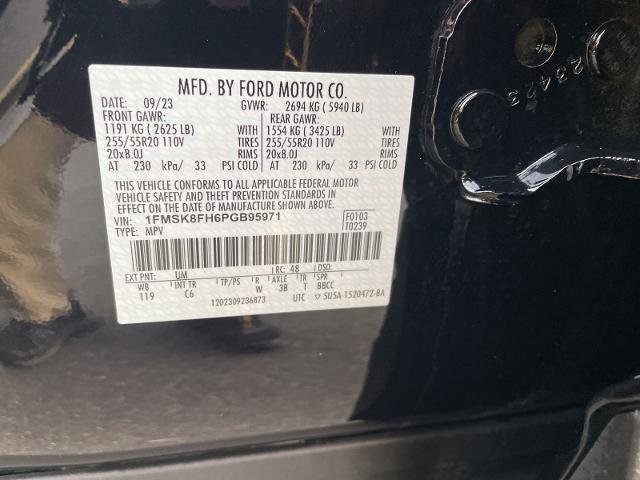 MFD. BY FORD MOTOR CO.
DATE: 09/23 GVWR: 2694 KG (5940 LB)
FRONT GAWR: REAR GAWR:
1191 KG (2625 LB) WITH 1554 KG (3425 LB) WITH
255/55R20 110V TIRES 255/55R20 110V TIRES
20x8.0J RIMS 20x8.0J RIMS
AT 230 kPa/ 33 PSI COLD AT 230 kPa/ 33 PSI COLD
THIS VEHICLE CONFORMS TO ALL APPLICABLE FEDERAL MOTOR
VEHICLE SAFETY AND THEFT PREVENTION STANDARDS IN
EFFECT ON THE DATE OF MANUFACTURE SHOWN ABOVE.
VIN: 1FMSK8FH6PGB95971 F0103
TYPE: MPV T0239
EXT PNT: UM RC: 48 DSO:
WB INT TR TP/PS R AXLE TR SPR
119 C6 W 3B T BBCC
1202309236873 UTC SU5A-1520472-BA
23423